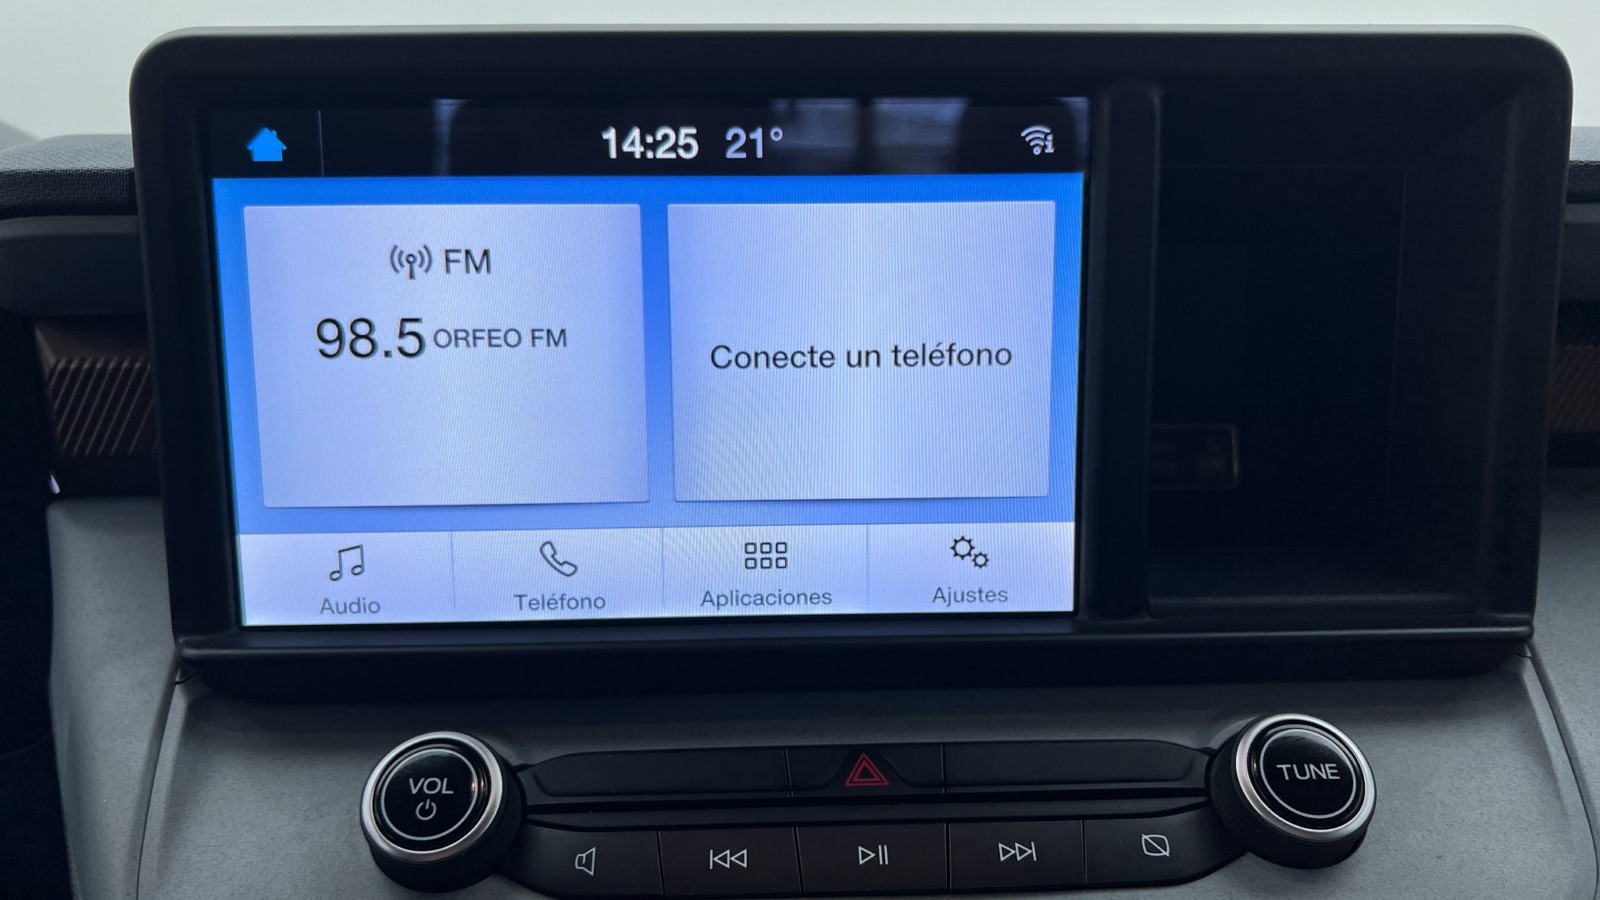 14:25 21°
FM
98.5 ORFEO FM
Conecte un teléfono
Audio
Teléfono
Aplicaciones
Ajustes
VOL
TUNE